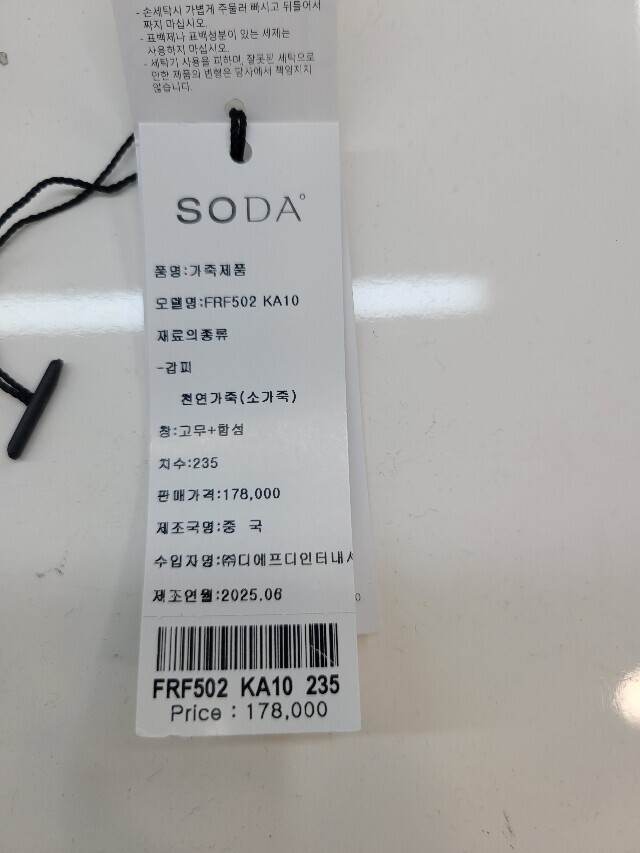 - 손세탁시 가볍게 주물러 빠시고 뒤틀어서
짜지 마십시오.
- 표백제나 표백성분이 있는 세제는
사용하지 마십시오.
- 세탁기 사용을 피하며, 잘못된 세탁으로
인한 제품의 변형은 당사에서 책임지지
않습니다.
SODA
품명:가죽제품
모델명:FRF502 KA10
재료의종류
-갑피
천연가죽(소가죽)
창:고무+합성
치수:235
판매가격:178,000
제조국명:중 국
수입자명:㈜디에프디인터내셔
제조연월:2025.06
FRF502 KA10 235
Price : 178,000